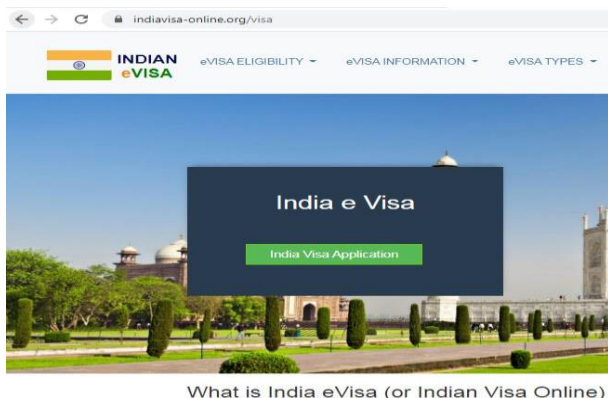 indiavisa-online.org/visa
INDIAN
eVISA
eVISA ELIGIBILITY
eVISA INFORMATION
eVISA TYPES
India e Visa
India Visa Application
What is India eVisa (or Indian Visa Online)